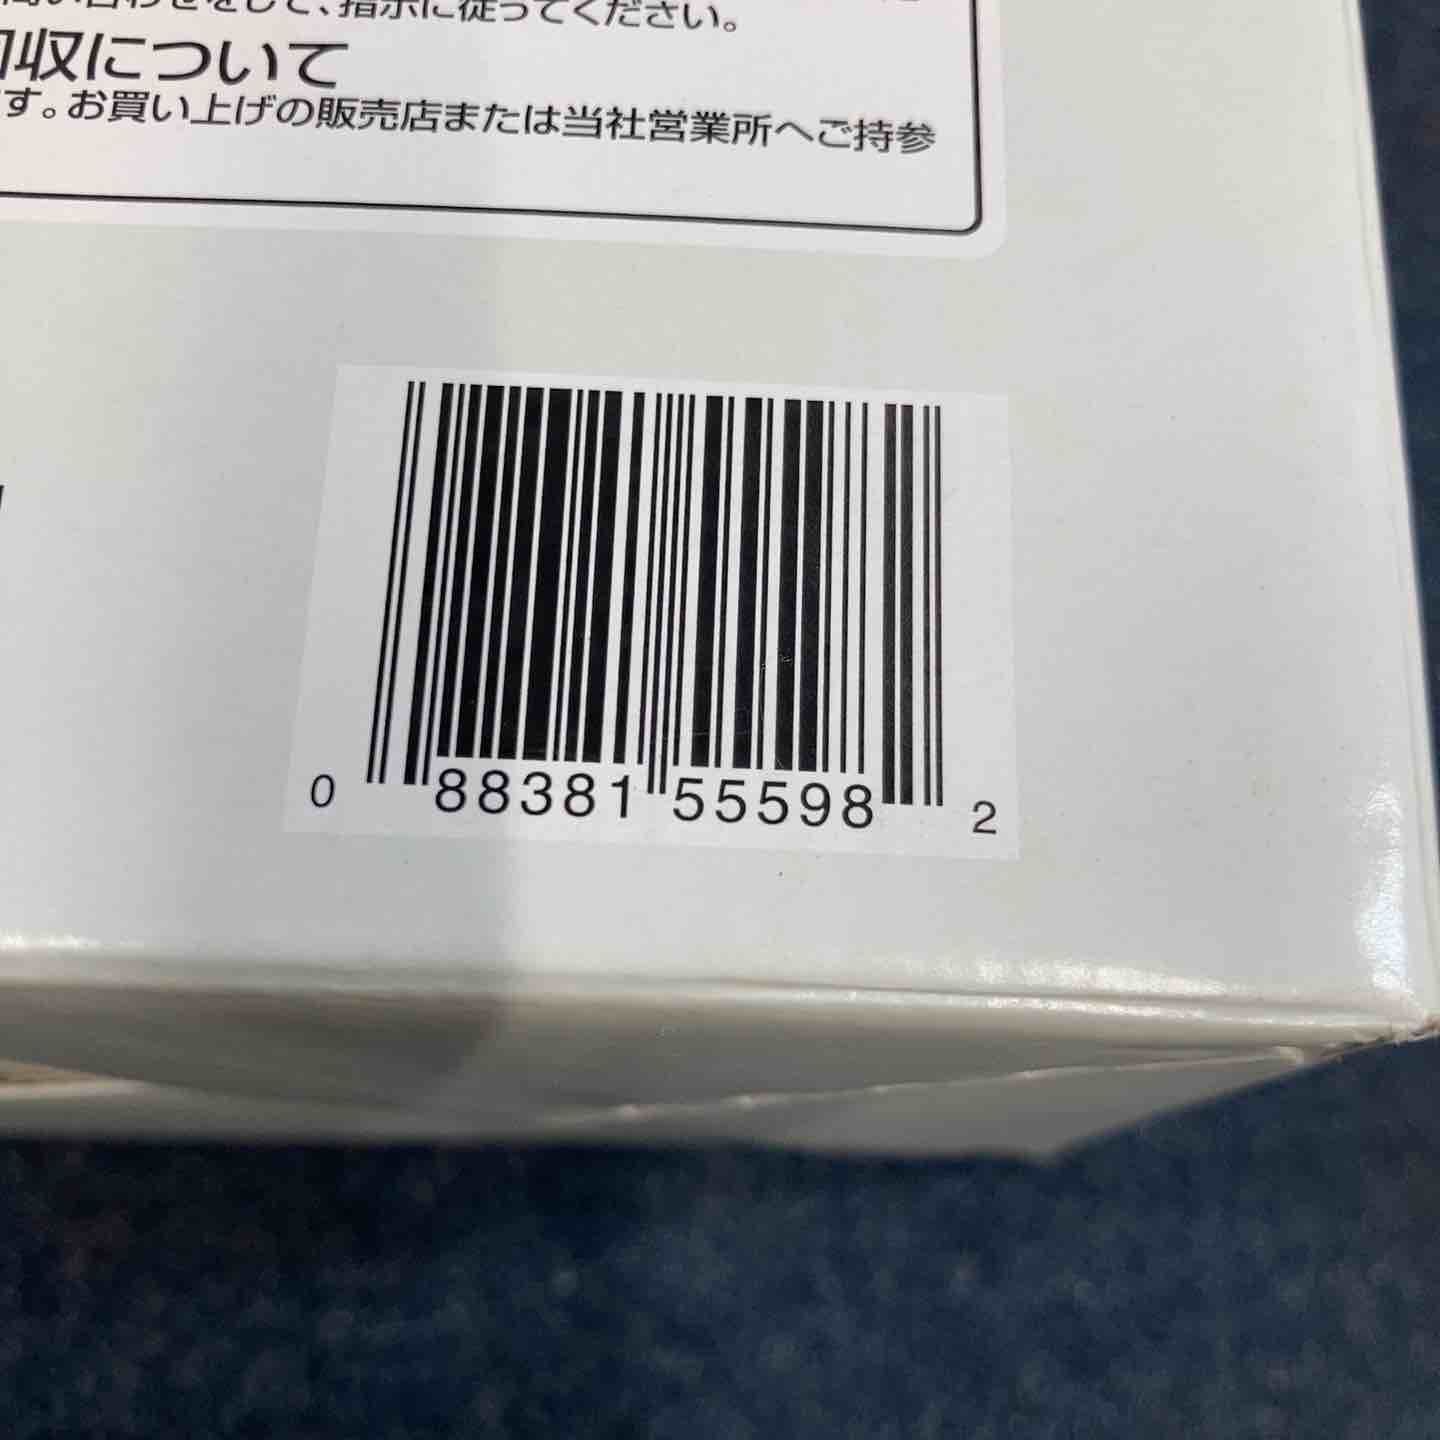 わせをして、指示に従ってください。
回収について
す。お買い上げの販売店または当社営業所へご持参
0 88381 55598 2